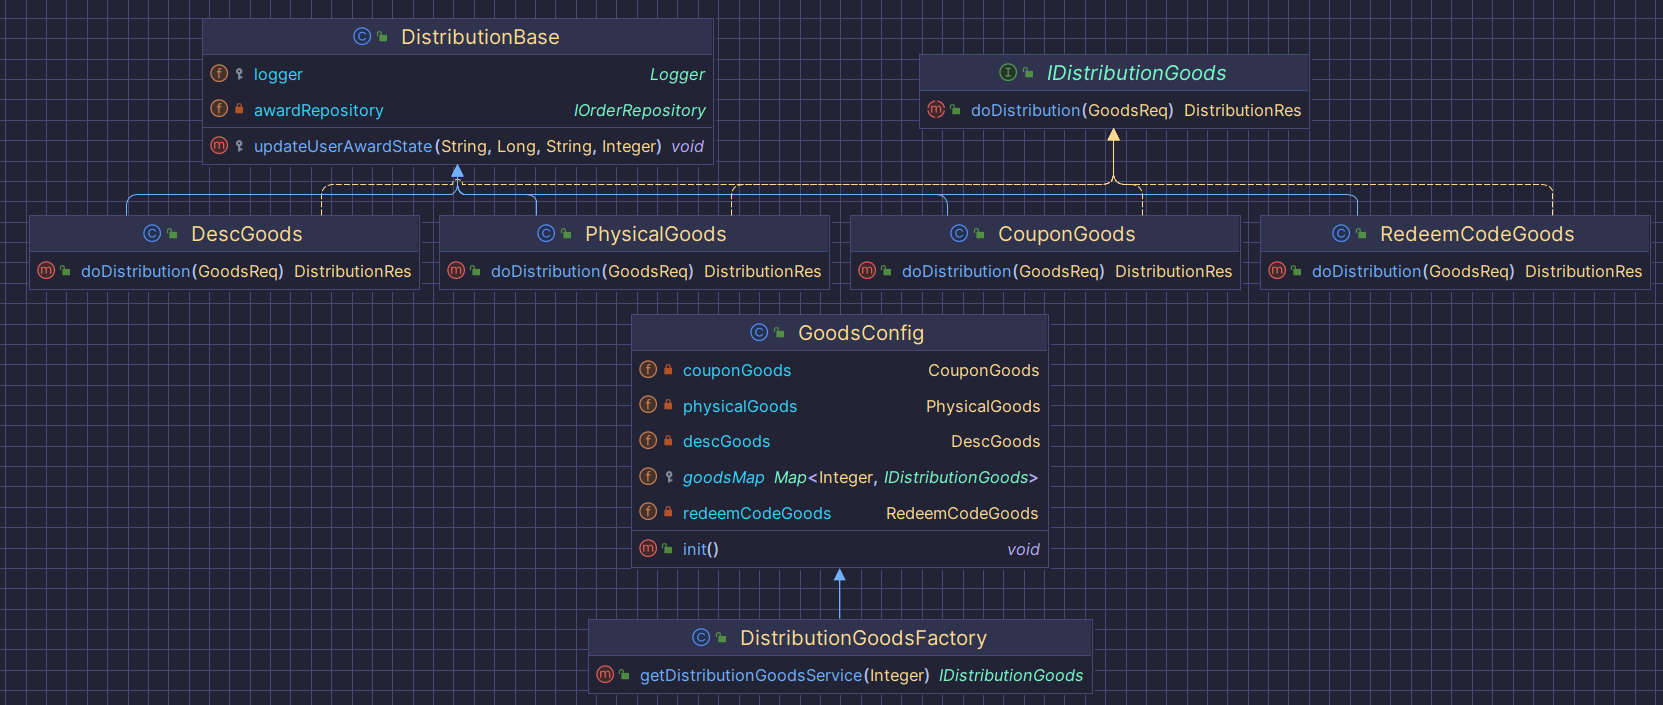 DistributionBase
logger Logger
awardRepository IOrderRepository
updateUserAwardState(String, Long, String, Integer) void
IDistributionGoods
doDistribution(GoodsReq) DistributionRes
DescGoods
doDistribution(GoodsReq) DistributionRes
PhysicalGoods
doDistribution(GoodsReq) DistributionRes
CouponGoods
doDistribution(GoodsReq) DistributionRes
RedeemCodeGoods
doDistribution(GoodsReq) DistributionRes
GoodsConfig
couponGoods CouponGoods
physicalGoods PhysicalGoods
descGoods DescGoods
goodsMap Map<Integer, IDistributionGoods>
redeemCodeGoods RedeemCodeGoods
init() void
DistributionGoodsFactory
getDistributionGoodsService(Integer) IDistributionGoods